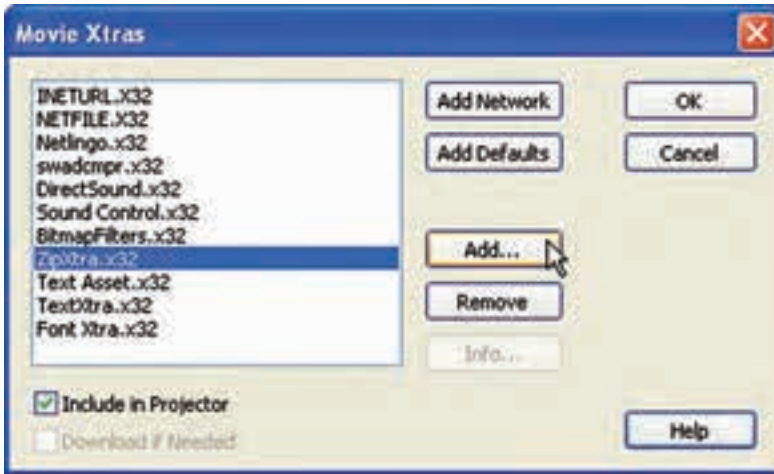 Movie Xtras
INETURL.X32
NETFILE.X32
Netlingo.x32
swadcmpr.x32
DirectSound.x32
Sound Control.x32
BitmapFilters.x32
ZipXtra.x32
Text Asset.x32
TextXtra.x32
Font Xtra.x32
Add Network
OK
Add Defaults
Cancel
Add...
Remove
Info...
Include in Projector
Download if Needed
Help